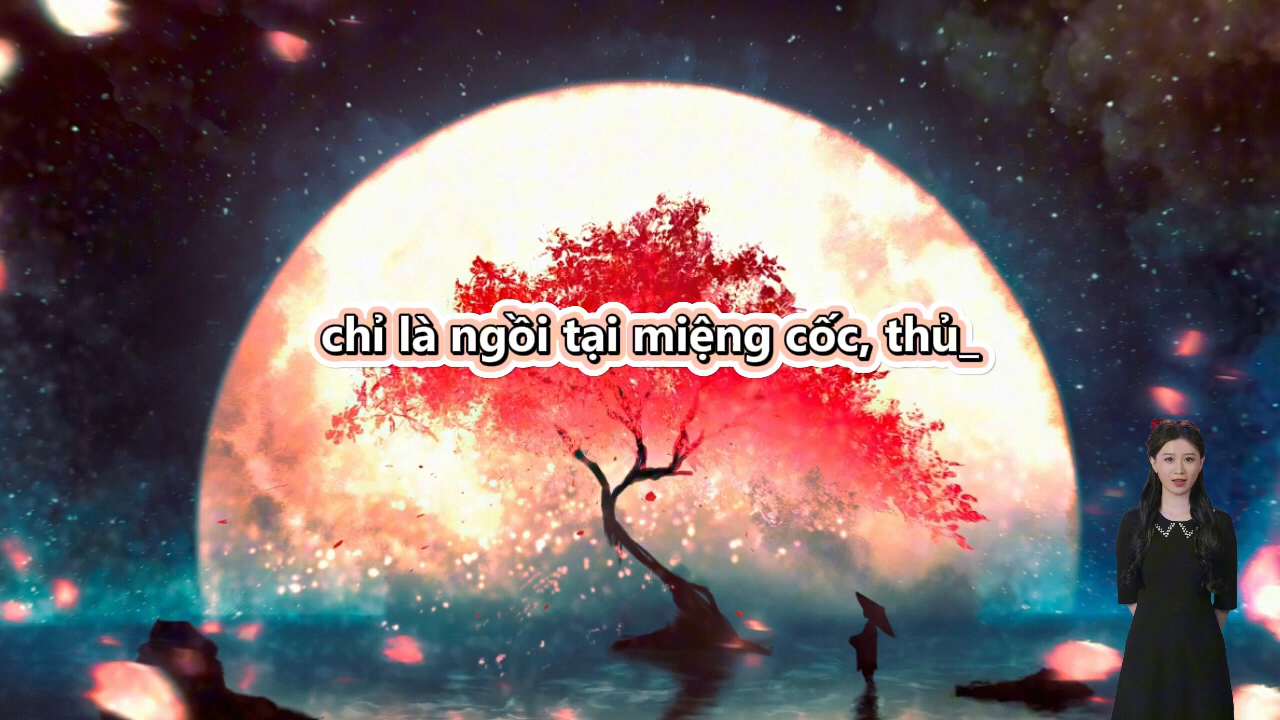 chỉ là ngồi tại miệng cốc, thủ_